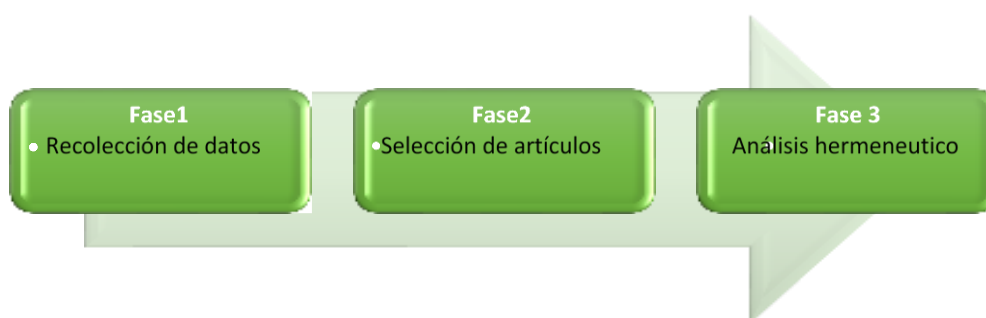 Fase1
• Recolección de datos
Fase2
•Selección de artículos
Fase 3
Análisis hermeneutico